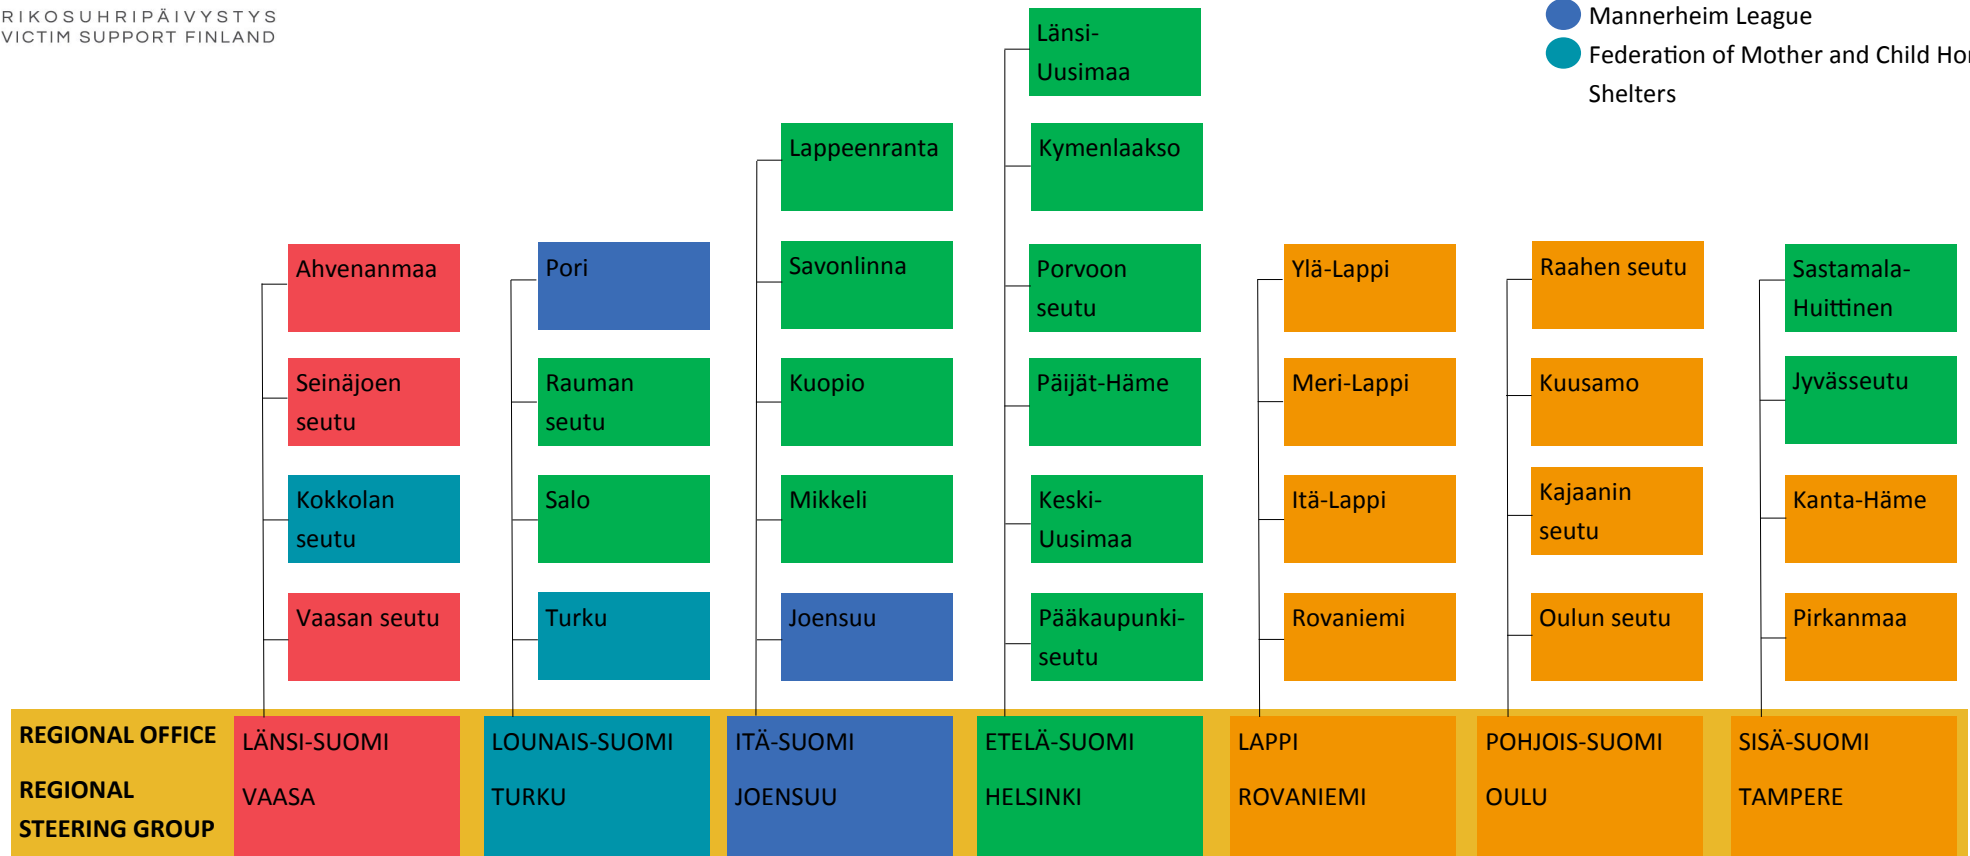 RIKOSUHRIPÄIVYSTYS
VICTIM SUPPORT FINLAND
Mannerheim League
Federation of Mother and Child
Shelters
Länsi-
Uusimaa
Lappeenranta
Kymenlaakso
Ahvenanmaa
Pori
Savonlinna
Porvoon
seutu
Ylä-Lappi
Raahen seutu
Sastamala-
Huittinen
Seinäjoen
seutu
Rauman
seutu
Kuopio
Päijät-Häme
Meri-Lappi
Kuusamo
Jyvässeutu
Kokkolan
seutu
Salo
Mikkeli
Keski-
Uusimaa
Itä-Lappi
Kajaanin
seutu
Kanta-Häme
Vaasan seutu
Turku
Joensuu
Pääkaupunki-
seutu
Rovaniemi
Oulun seutu
Pirkanmaa
REGIONAL OFFICE
LÄNSI-SUOMI
LOUNAIS-SUOMI
ITÄ-SUOMI
ETELÄ-SUOMI
LAPPI
POHJOIS-SUOMI
SISÄ-SUOMI
REGIONAL
STEERING GROUP
VAASA
TURKU
JOENSUU
HELSINKI
ROVANIEMI
OULU
TAMPERE